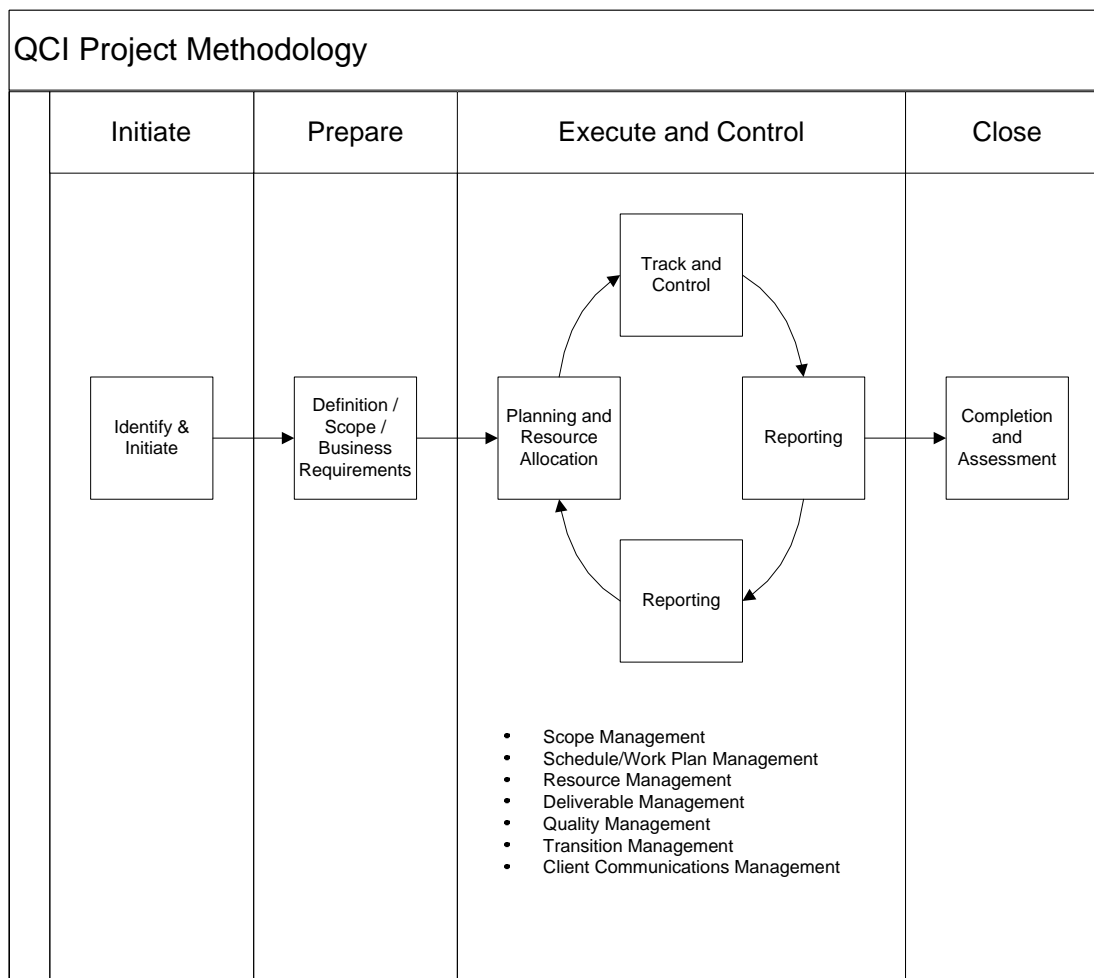 QCI Project Methodology
Initiate
Prepare
Execute and Control
Close
Track and
Control
Identify &
Initiate
Definition /
Scope /
Business
Requirements
Planning and
Resource
Allocation
Reporting
Completion
and
Assessment
Reporting
• Scope Management
• Schedule/Work Plan Management
• Resource Management
• Deliverable Management
• Quality Management
• Transition Management
• Client Communications Management